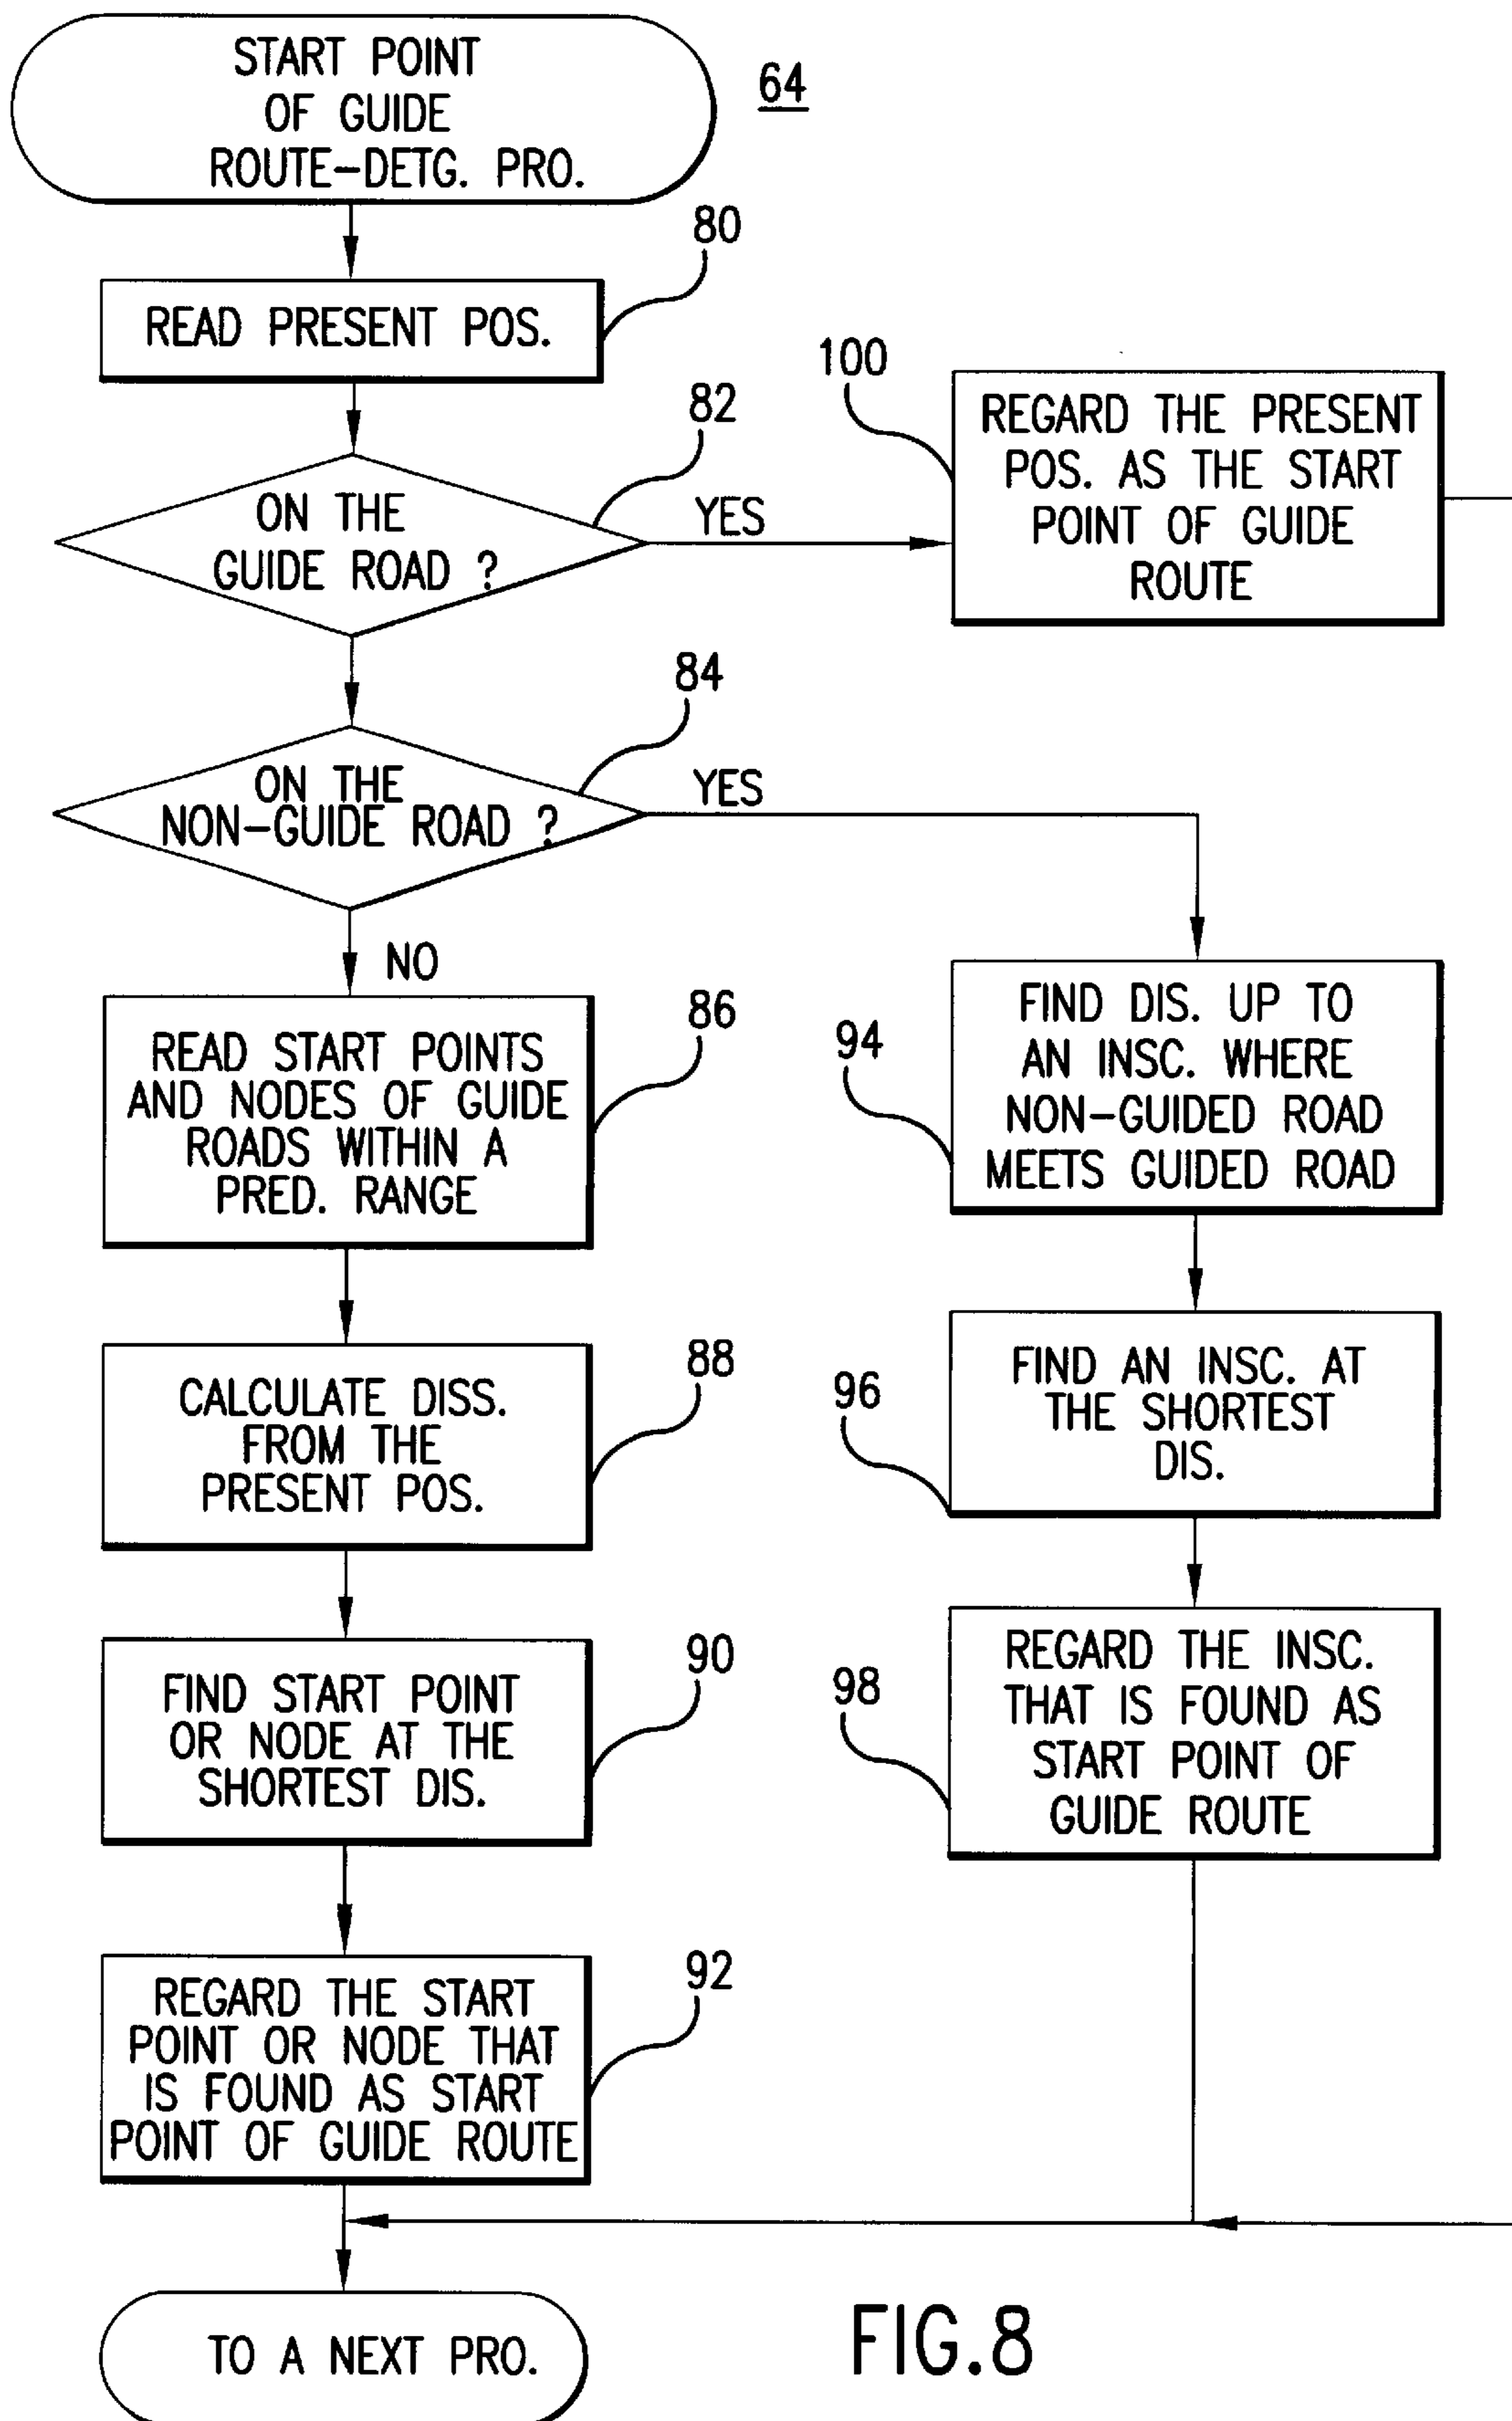 START POINT
OF GUIDE
ROUTE-DETG. PRO.
64
80
READ PRESENT POS.
82
ON THE
GUIDE ROAD ?
YES
100
REGARD THE PRESENT
POS. AS THE START
POINT OF GUIDE
ROUTE
84
ON THE
NON-GUIDE ROAD ?
YES
NO
86
READ START POINTS
AND NODES OF GUIDE
ROADS WITHIN A
PRED. RANGE
94
FIND DIS. UP TO
AN INSC. WHERE
NON-GUIDED ROAD
MEETS GUIDED ROAD
88
CALCULATE DISS.
FROM THE
PRESENT POS.
96
FIND AN INSC. AT
THE SHORTEST
DIS.
90
FIND START POINT
OR NODE AT THE
SHORTEST DIS.
98
REGARD THE INSC.
THAT IS FOUND AS
START POINT OF
GUIDE ROUTE
92
REGARD THE START
POINT OR NODE THAT
IS FOUND AS START
POINT OF GUIDE ROUTE
TO A NEXT PRO.
FIG.8